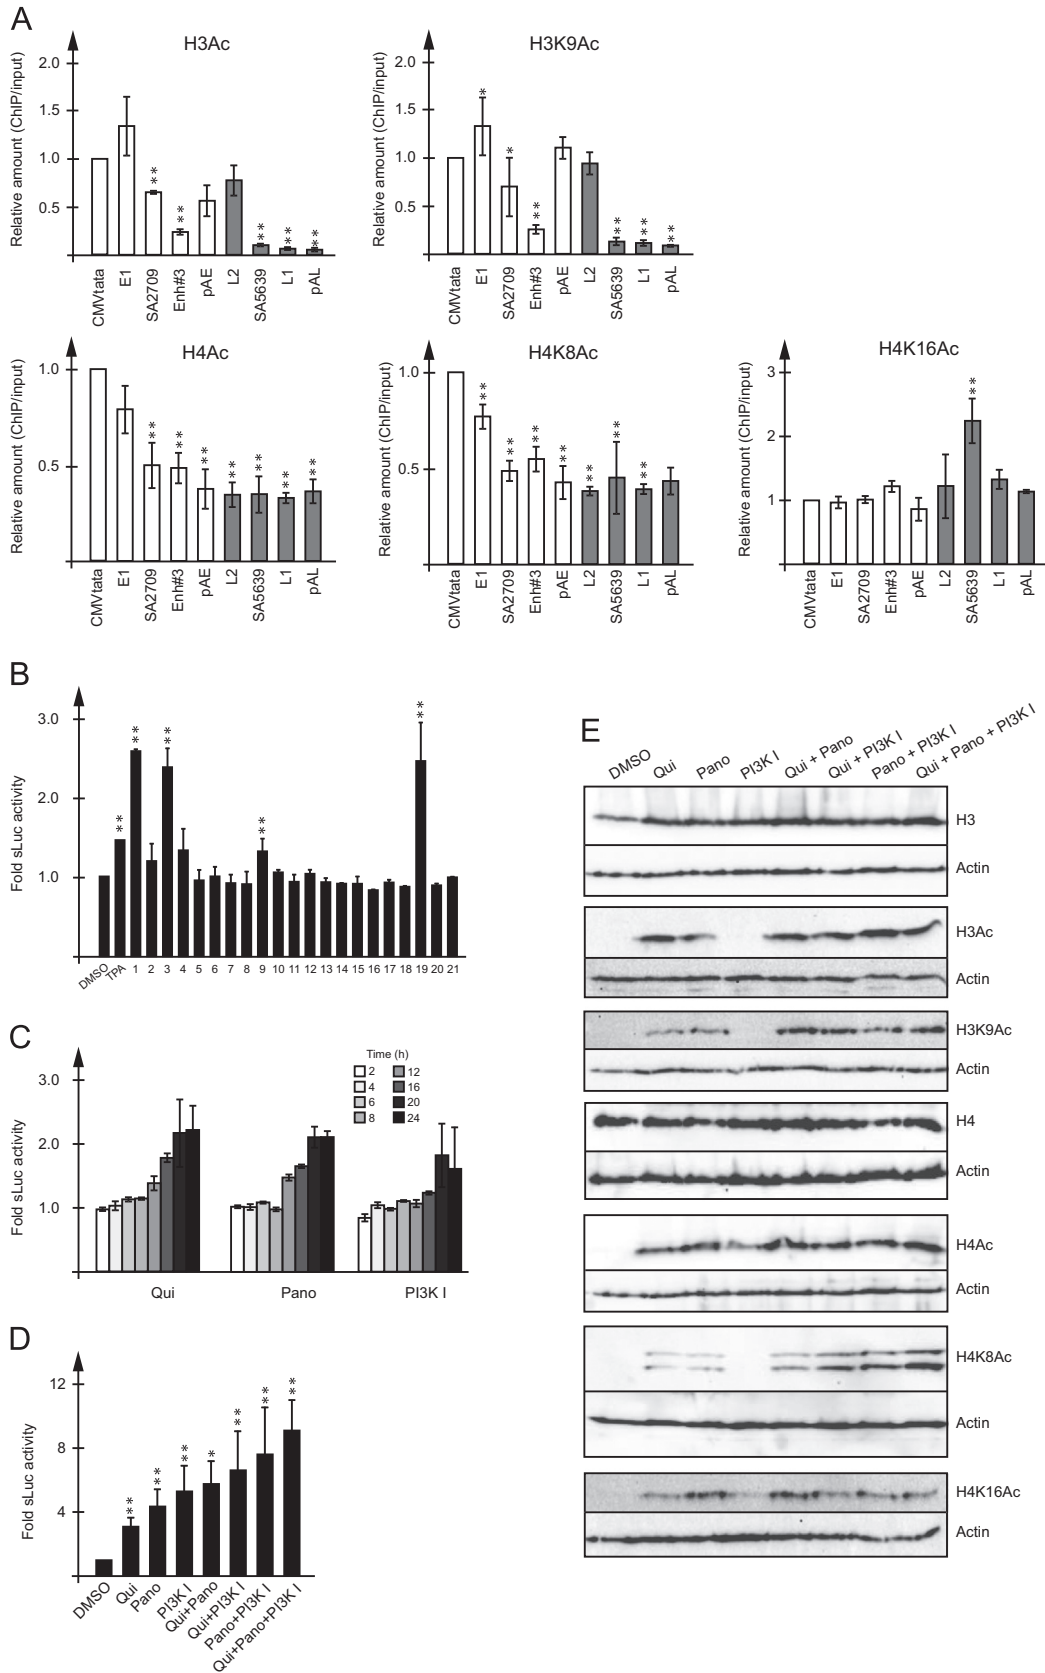 A
H3Ac
Relative amount (ChIP/input)
2.0
1.5
1.0
0.5
** ** ** ** **
CMVtata E1 SA2709 Enh#3 pAE L2 SA5639 L1 pAL
H3K9Ac
Relative amount (ChIP/input)
2.0
1.5
1.0
0.5
* * ** ** ** **
CMVtata E1 SA2709 Enh#3 pAE L2 SA5639 L1 pAL
H4Ac
Relative amount (ChIP/input)
1.0
0.5
** ** ** ** ** ** **
CMVtata E1 SA2709 Enh#3 pAE L2 SA5639 L1 pAL
H4K8Ac
Relative amount (ChIP/input)
1.0
0.5
** ** ** ** ** ** **
CMVtata E1 SA2709 Enh#3 pAE L2 SA5639 L1 pAL
H4K16Ac
Relative amount (ChIP/input)
3
2
1
**
CMVtata E1 SA2709 Enh#3 pAE L2 SA5639 L1 pAL
B
Fold sLuc activity
3.0
2.0
1.0
** ** ** ** **
DMSO TPA 1 2 3 4 5 6 7 8 9 10 11 12 13 14 15 16 17 18 19 20 21
C
Fold sLuc activity
3.0
2.0
1.0
Time (h)
2 12
4 16
6 20
8 24
Qui Pano PI3K I
D
Fold sLuc activity
12
8
4
** ** ** * ** ** **
DMSO Qui Pano PI3K I Qui+Pano Qui+PI3K I Pano+PI3K I Qui+Pano+PI3K I
E
DMSO Qui Pano PI3K I Qui + Pano Qui + PI3K I Pano + PI3K I Qui + Pano + PI3K I
H3
Actin
H3Ac
Actin
H3K9Ac
Actin
H4
Actin
H4Ac
Actin
H4K8Ac
Actin
H4K16Ac
Actin